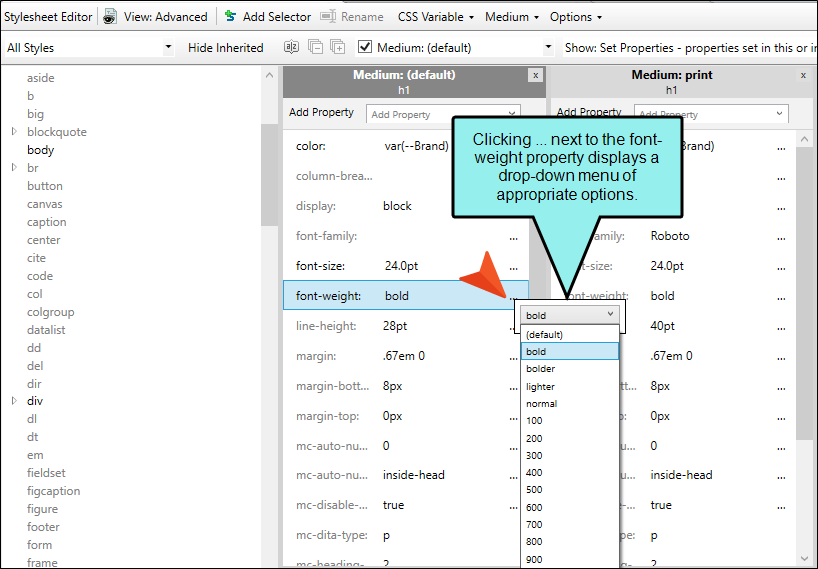 Stylesheet Editor View: Advanced Add Selector Rename CSS Variable Medium Options
All Styles Hide Inherited Medium: (default) Show: Set Properties - properties set in this or in
aside
b
big
blockquote
body
br
button
canvas
caption
center
cite
code
col
colgroup
datalist
dd
del
dir
div
dl
dt
em
fieldset
figcaption
figure
footer
form
frame
Medium: (default) x
h1
Add Property Add Property
color: var(--Brand)
column-brea...
display: block
font-family: ...
font-size: 24.0pt ...
font-weight: bold ...
line-height: 28pt ...
margin: .67em 0
margin-bott... 8px
margin-top: 0px
mc-auto-nu... 0
mc-auto-nu... inside-head
mc-disable-... true
mc-dita-type: p
mc-heading-... 2
Medium: print x
h1
Add Property Add Property
nd) ...
...
...
family: Roboto ...
-size: 24.0pt ...
font-weight: bold ...
40pt ...
.67em 0 ...
tt... 8px ...
0px ...
u... 0 ...
u... inside-head ...
-... true ...
pe: p ...
-... 2 ...
Clicking ... next to the font-
weight property displays a
drop-down menu of
appropriate options.
bold
(default)
bold
bolder
lighter
normal
100
200
300
400
500
600
700
800
900